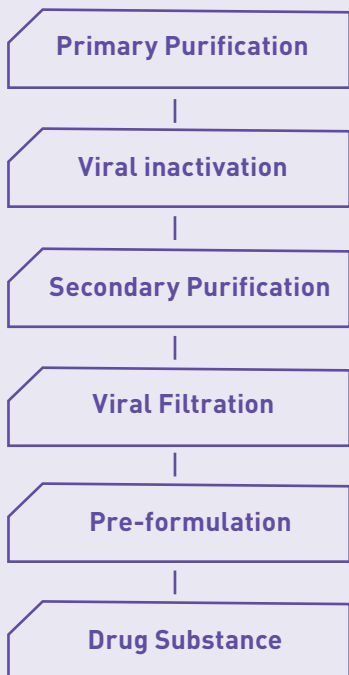 Primary Purification
Viral inactivation
Secondary Purification
Viral Filtration
Pre-formulation
Drug Substance